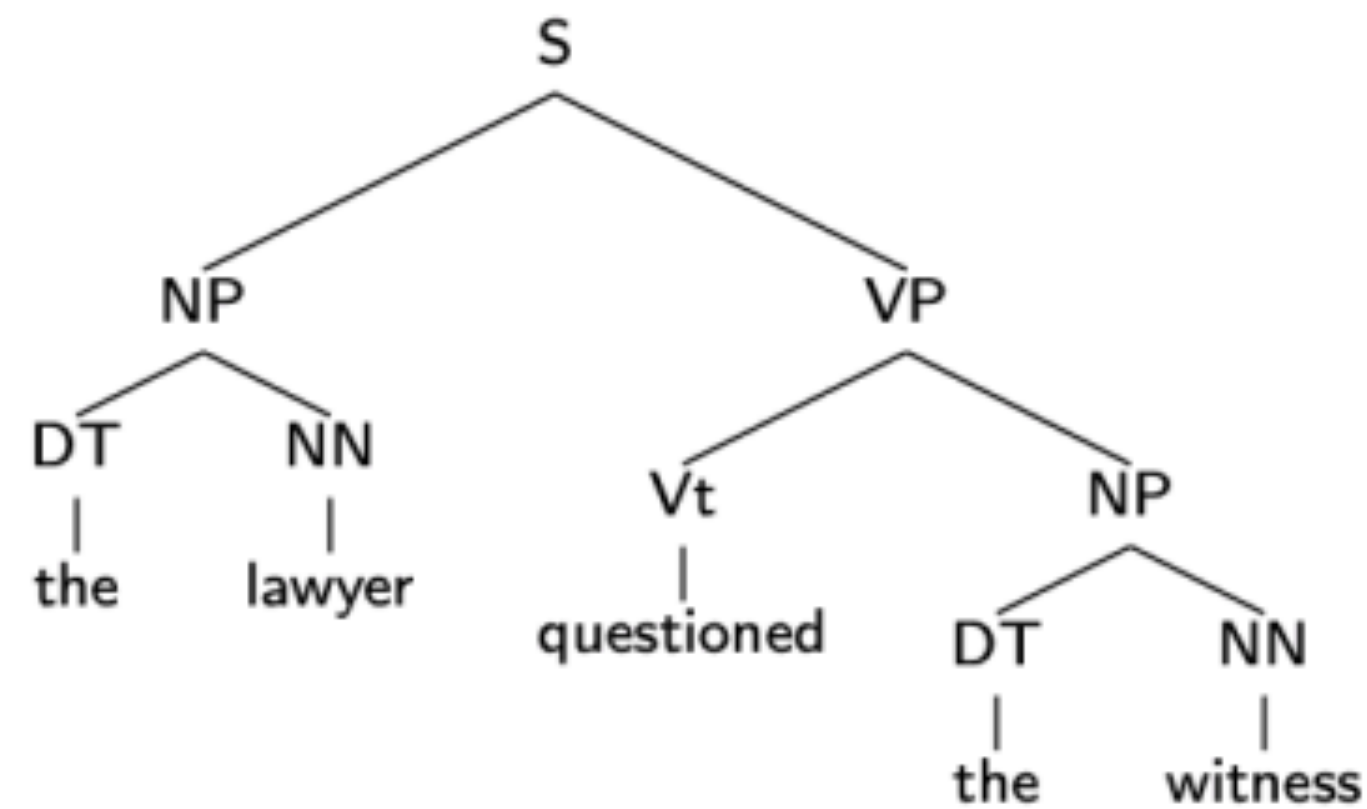 S
NP VP
DT NN
Vt NP
the lawyer
questioned
DT NN
the witness